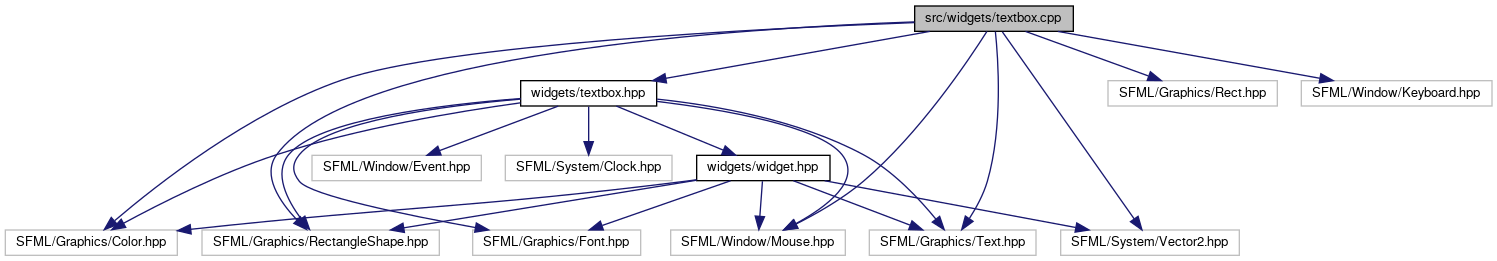 src/widgets/textbox.cpp
widgets/textbox.hpp
SFML/Graphics/Rect.hpp
SFML/Window/Keyboard.hpp
SFML/Window/Event.hpp
SFML/System/Clock.hpp
widgets/widget.hpp
SFML/Graphics/Color.hpp
SFML/Graphics/RectangleShape.hpp
SFML/Graphics/Font.hpp
SFML/Window/Mouse.hpp
SFML/Graphics/Text.hpp
SFML/System/Vector2.hpp